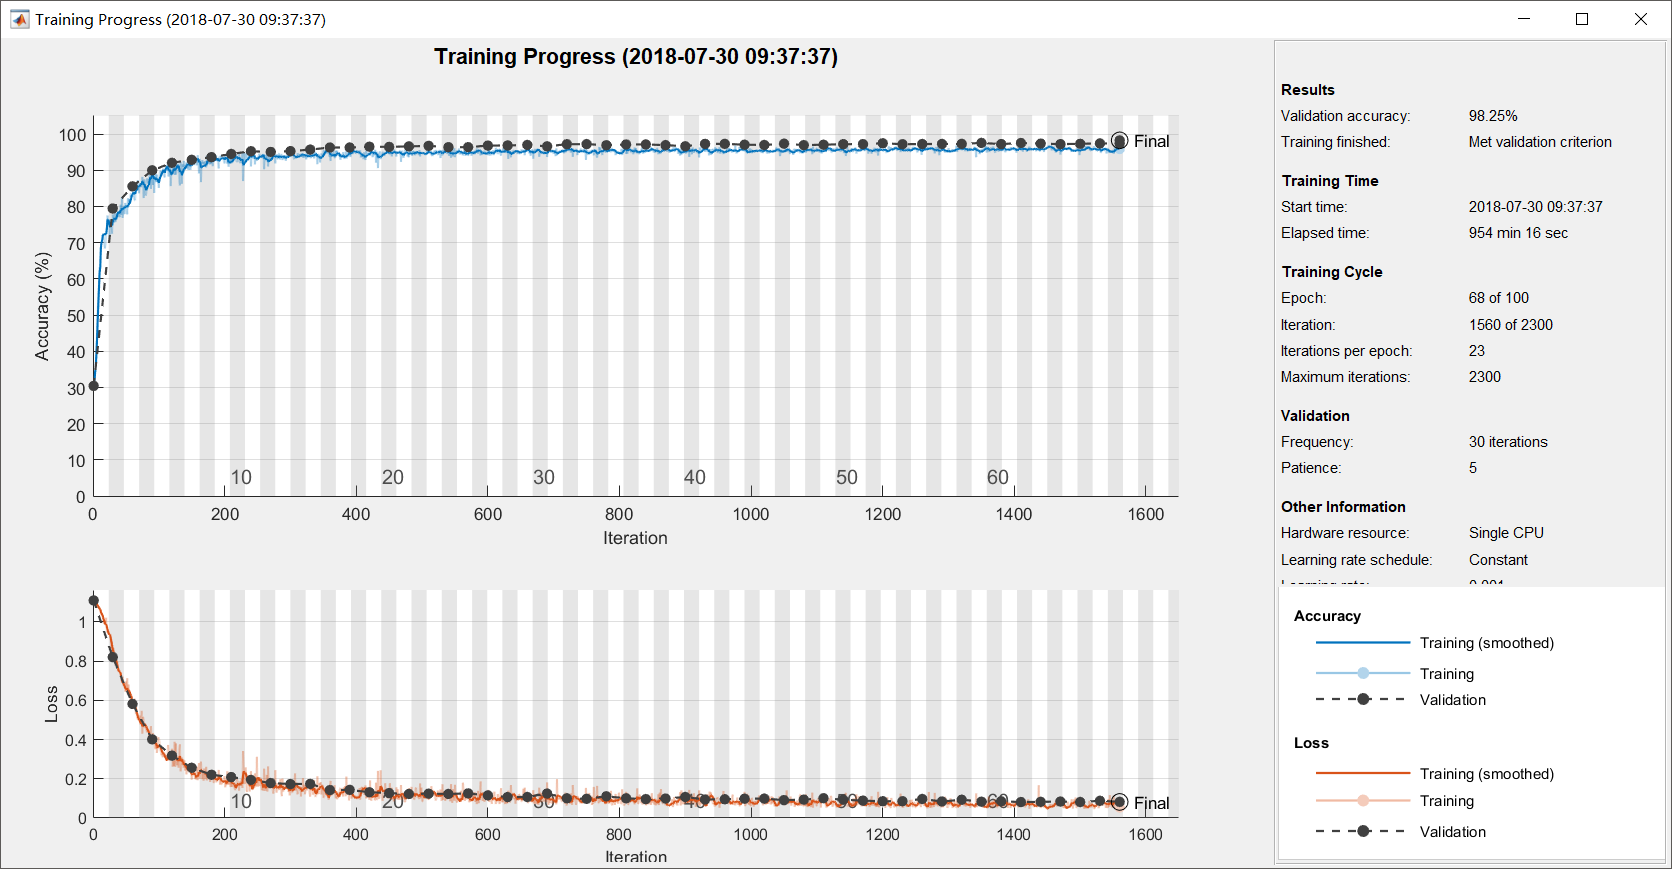 Training Progress (2018-07-30 09:37:37)
Training Progress (2018-07-30 09:37:37)
Accuracy (%)
100
90
80
70
60
50
40
30
20
10
0
10 20 30 40 50 60
Final
0 200 400 600 800 1000 1200 1400 1600
Iteration
Loss
1
0.8
0.6
0.4
0.2
0
10 20 30 40 50 60
Final
0 200 400 600 800 1000 1200 1400 1600
Iteration
Results
Validation accuracy: 98.25%
Training finished: Met validation criterion
Training Time
Start time: 2018-07-30 09:37:37
Elapsed time: 954 min 16 sec
Training Cycle
Epoch: 68 of 100
Iteration: 1560 of 2300
Iterations per epoch: 23
Maximum iterations: 2300
Validation
Frequency: 30 iterations
Patience: 5
Other Information
Hardware resource: Single CPU
Learning rate schedule: Constant
Learning rate: 0.001
Accuracy
Training (smoothed)
Training
Validation
Loss
Training (smoothed)
Training
Validation